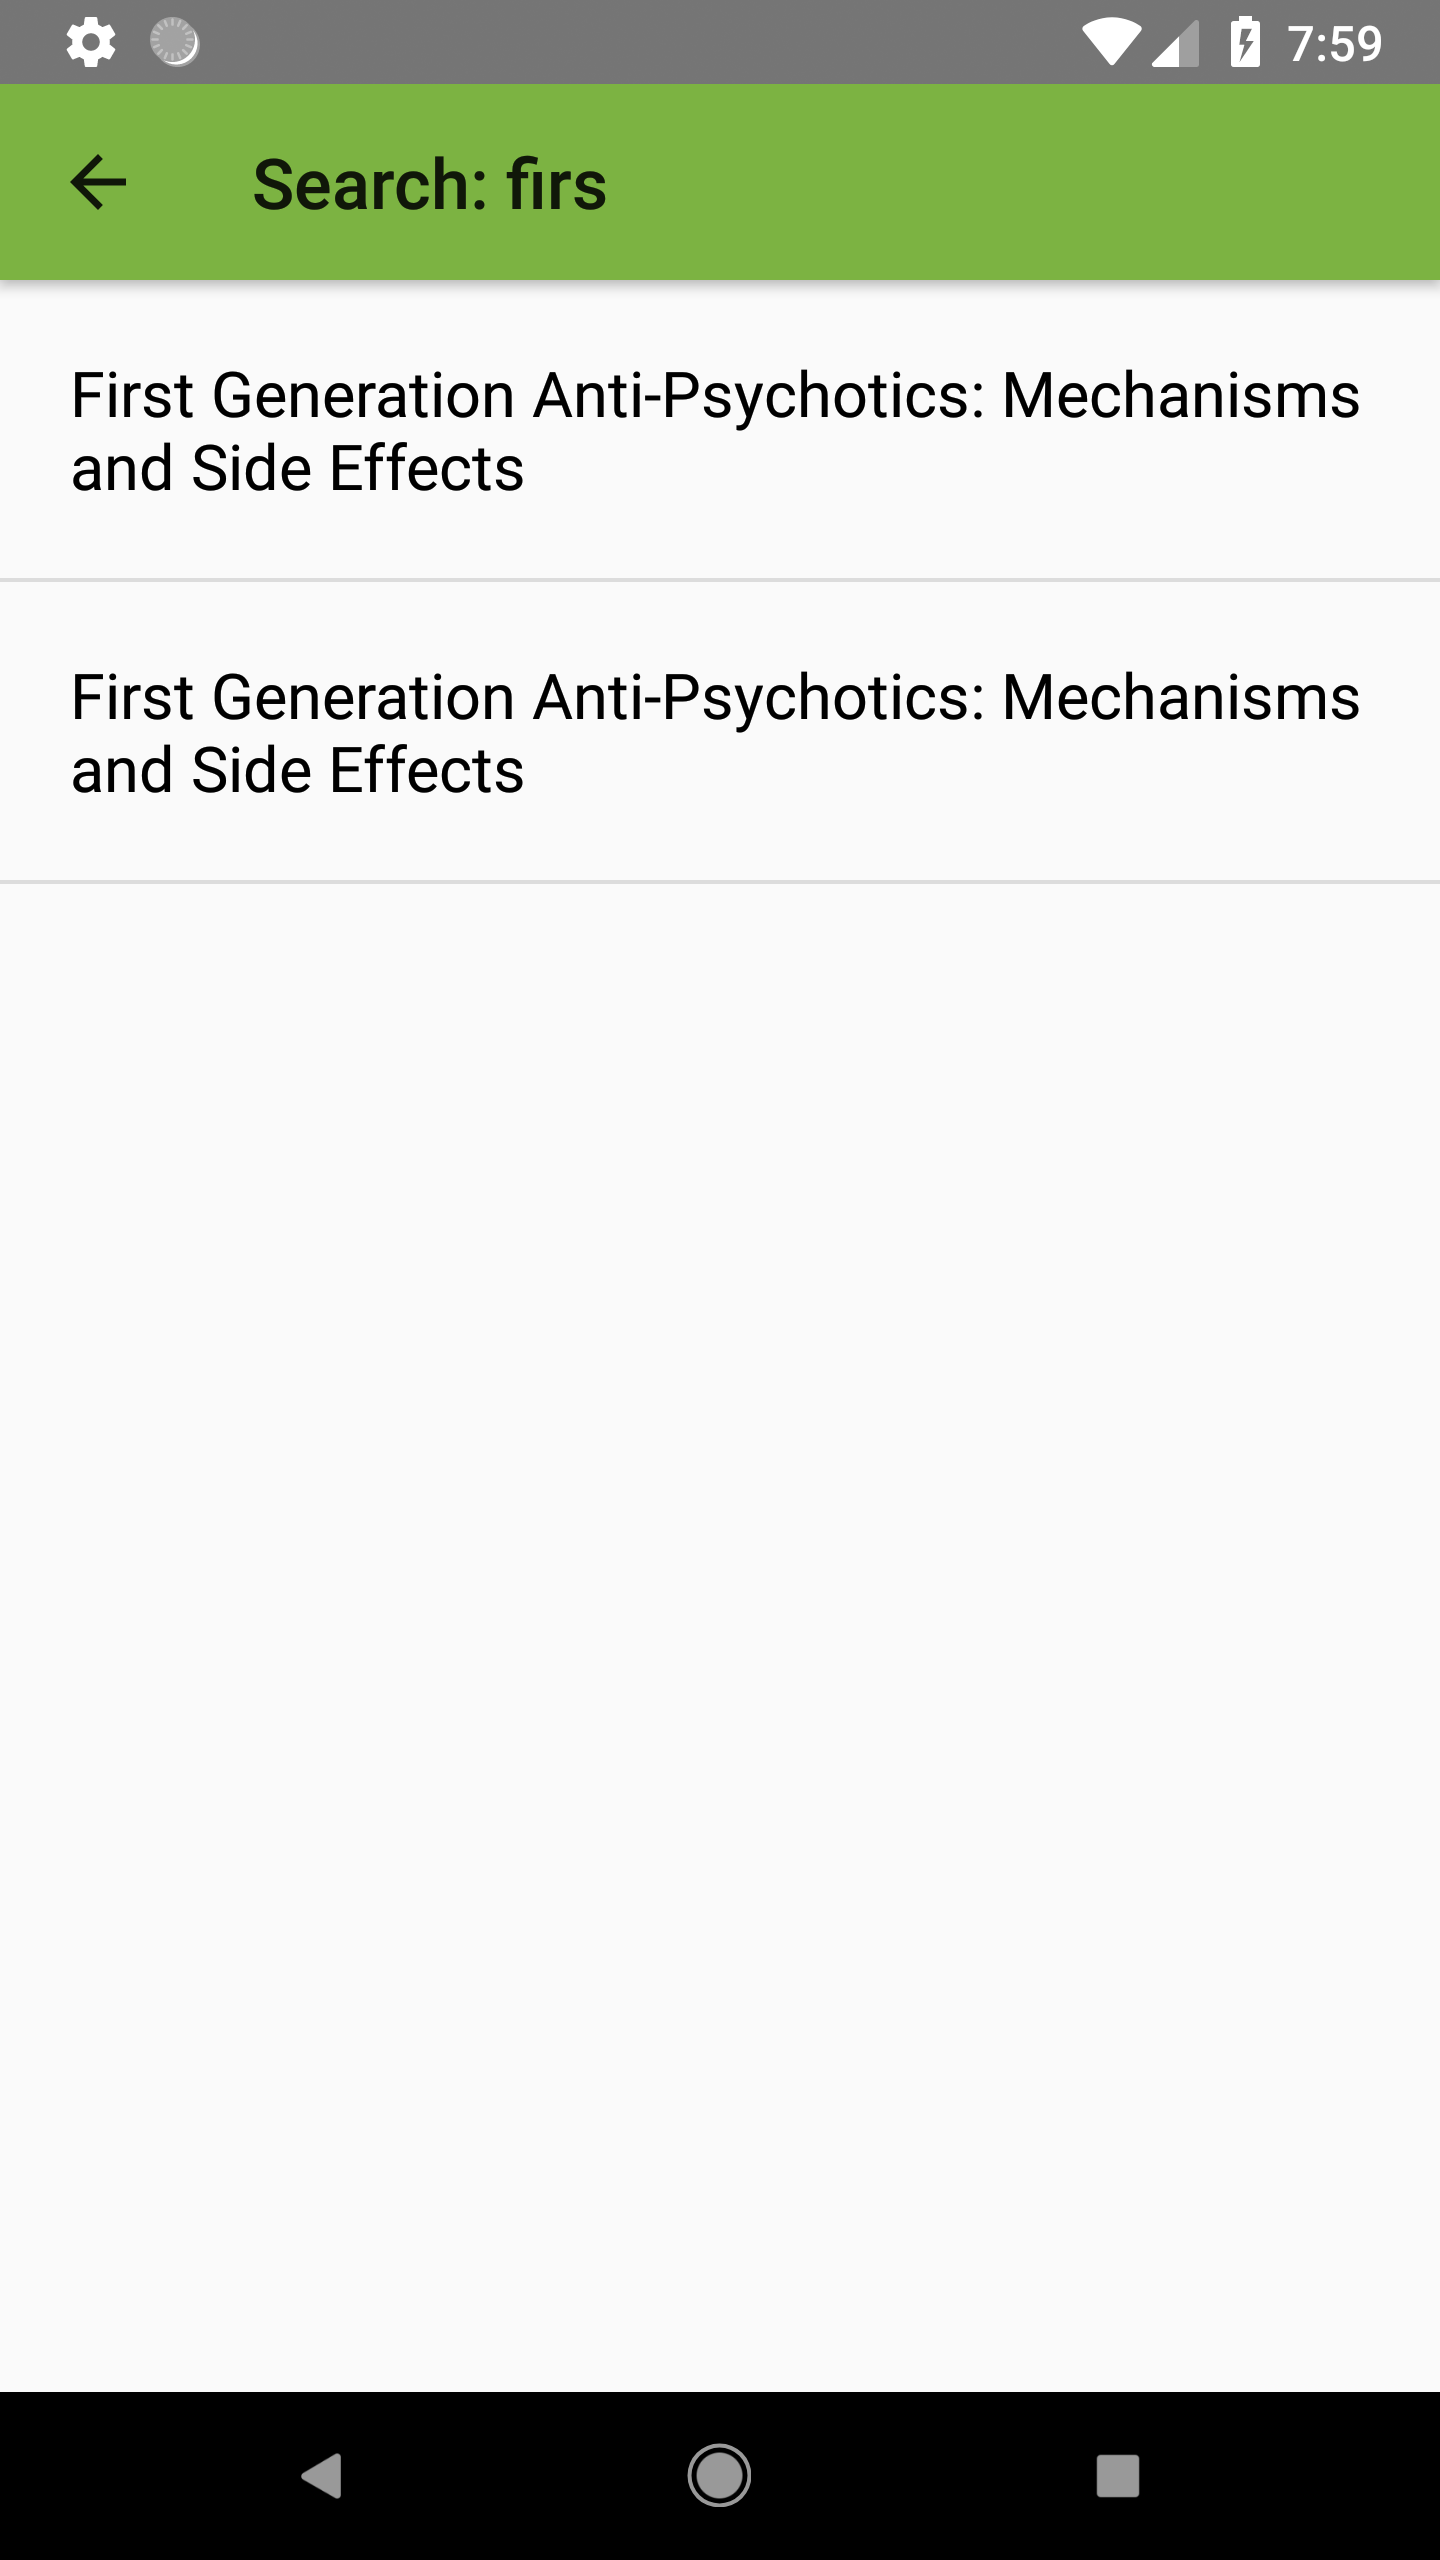 7:59
Search: firs
First Generation Anti-Psychotics: Mechanisms
and Side Effects
First Generation Anti-Psychotics: Mechanisms
and Side Effects